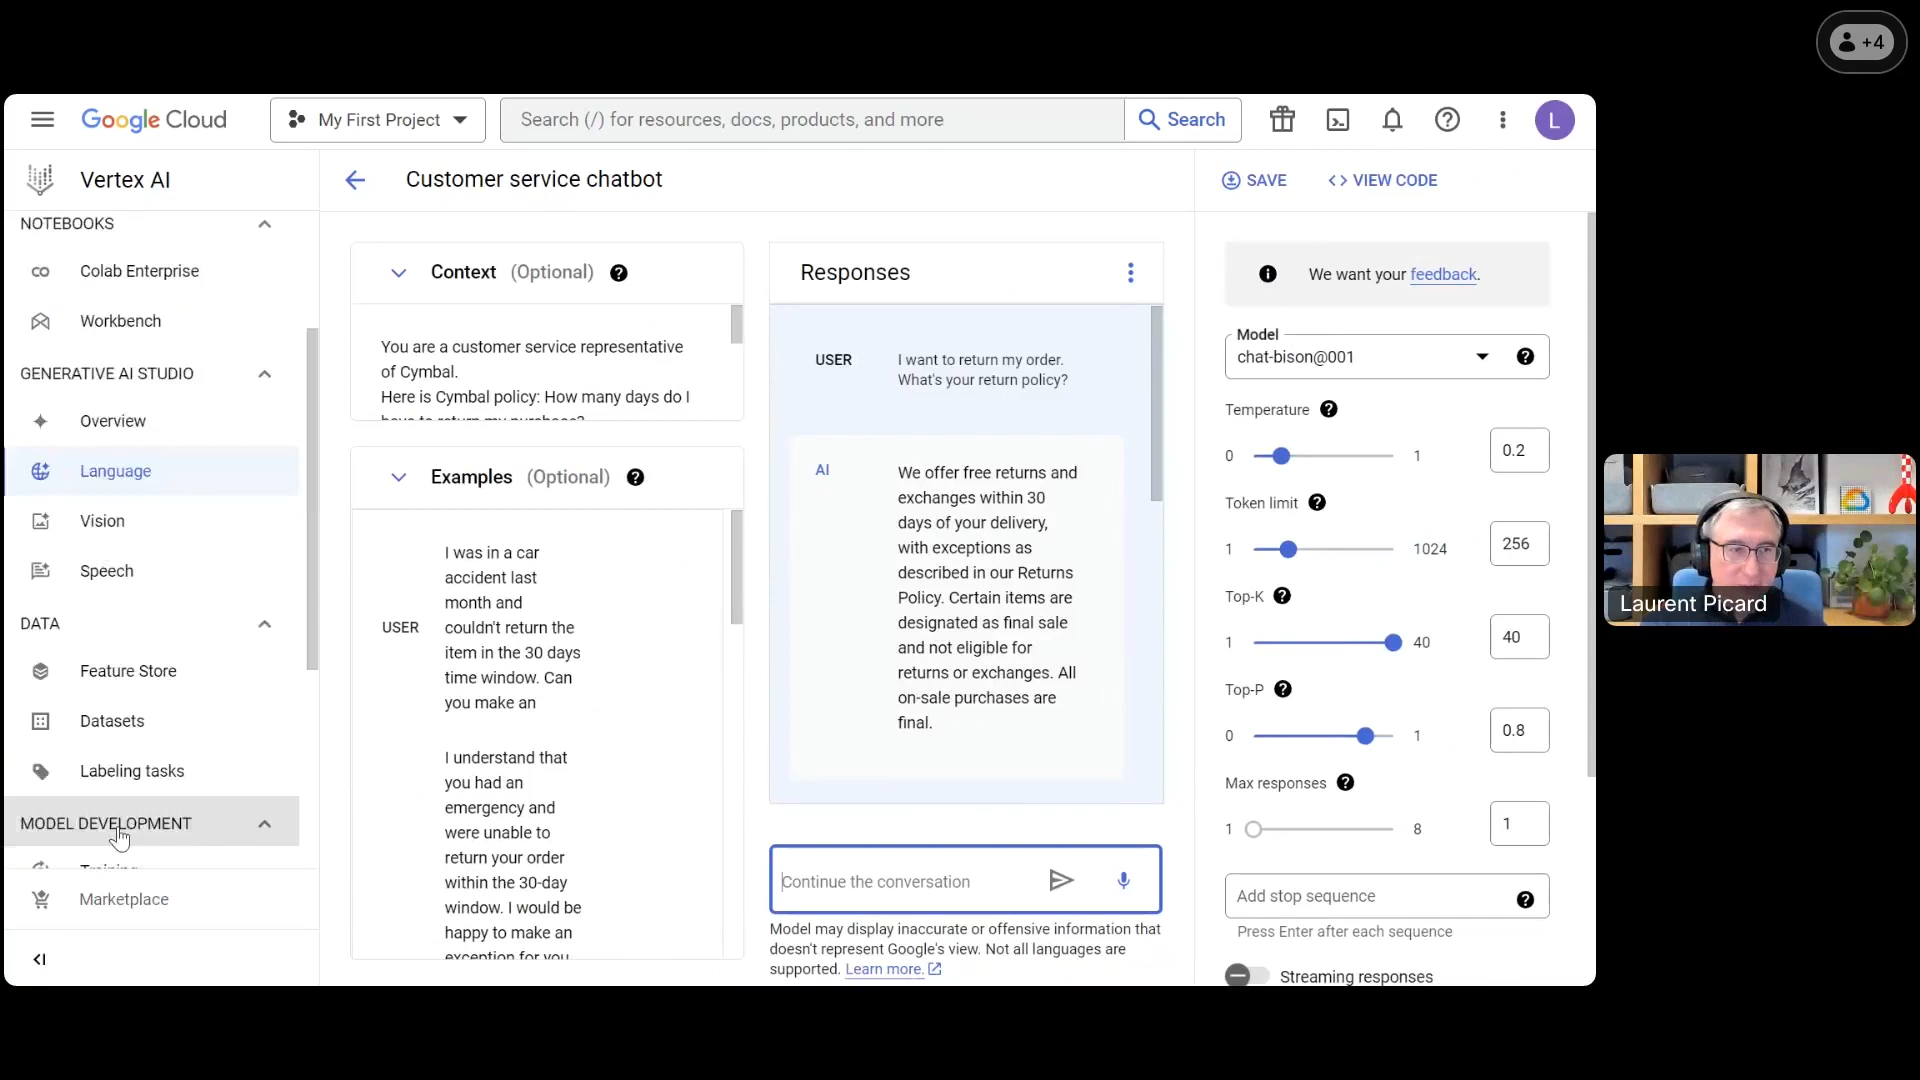 +4
Google Cloud
My First Project
Search (/) for resources, docs, products, and more
Search
L
Vertex AI
NOTEBOOKS
Colab Enterprise
Workbench
GENERATIVE AI STUDIO
Overview
Language
Vision
Speech
DATA
Feature Store
Datasets
Labeling tasks
MODEL DEVELOPMENT
Training
Marketplace
Customer service chatbot
SAVE
VIEW CODE
Context (Optional)
You are a customer service representative
of Cymbal.
Here is Cymbal policy: How many days do I
have to return my purchase?
Examples (Optional)
USER
I was in a car
accident last
month and
couldn't return the
item in the 30 days
time window. Can
you make an
I understand that
you had an
emergency and
were unable to
return your order
within the 30-day
window. I would be
happy to make an
exception for you
Responses
USER
I want to return my order.
What's your return policy?
AI
We offer free returns and
exchanges within 30
days of your delivery,
with exceptions as
described in our Returns
Policy. Certain items are
designated as final sale
and not eligible for
returns or exchanges. All
on-sale purchases are
final.
Continue the conversation
Model may display inaccurate or offensive information that
doesn't represent Google's view. Not all languages are
supported. Learn more.
We want your feedback.
Model
chat-bison@001
Temperature
0 1 0.2
Token limit
1 1024 256
Top-K
1 40 40
Top-P
0 1 0.8
Max responses
1 8 1
Add stop sequence
Press Enter after each sequence
Streaming responses
Laurent Picard